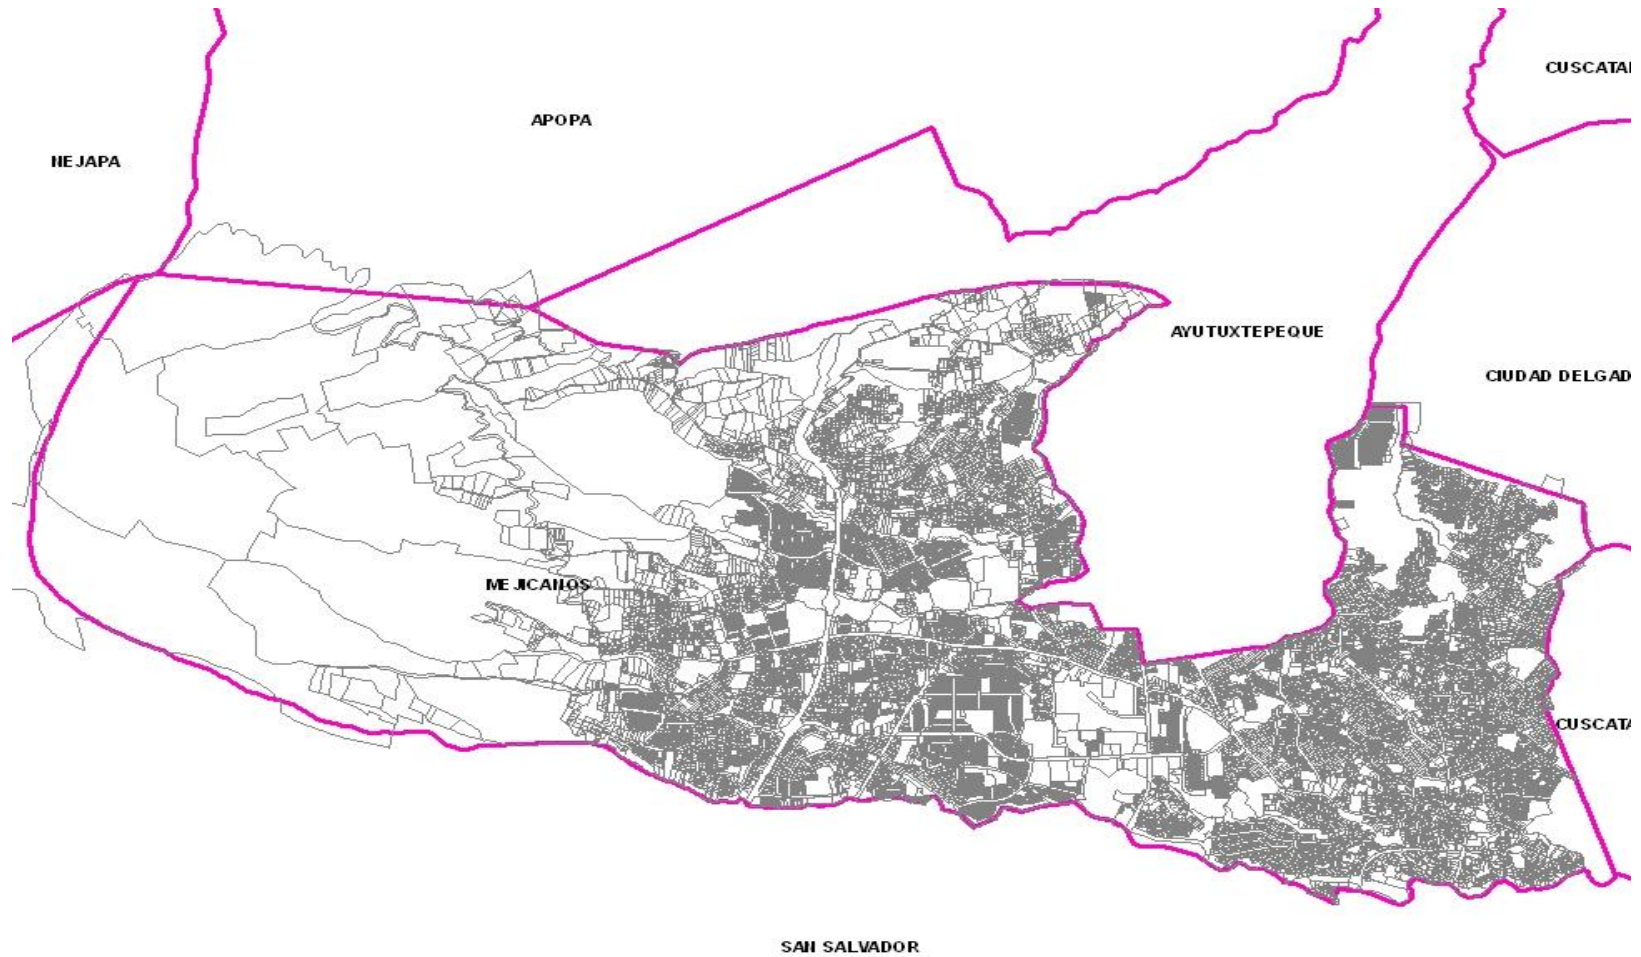 CUSCATA
APOPA
NEJAPA
AYUTUXTEPEQUE
CIUDAD DELGAD
MEJICANOS
CUSCATA
SAN SALVADOR